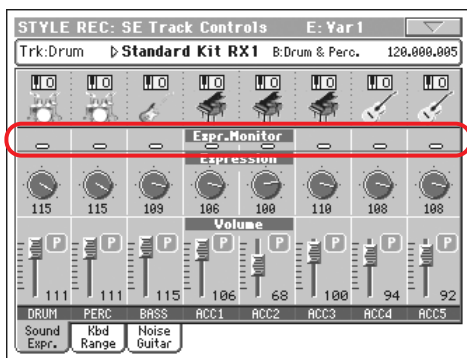 STYLE REC: SE Track Controls E: Var1
Trk:Drum ▷Standard Kit RX1 B:Drum & Perc. 120.000.005
Expr.Monitor
Expression
115 115 109 106 100 110 108 108
Volume
P P P P P P P P
111 111 115 106 68 100 94 92
DRUM PERC BASS ACC1 ACC2 ACC3 ACC4 ACC5
Sound Expr. Kbd Range Noise Guitar